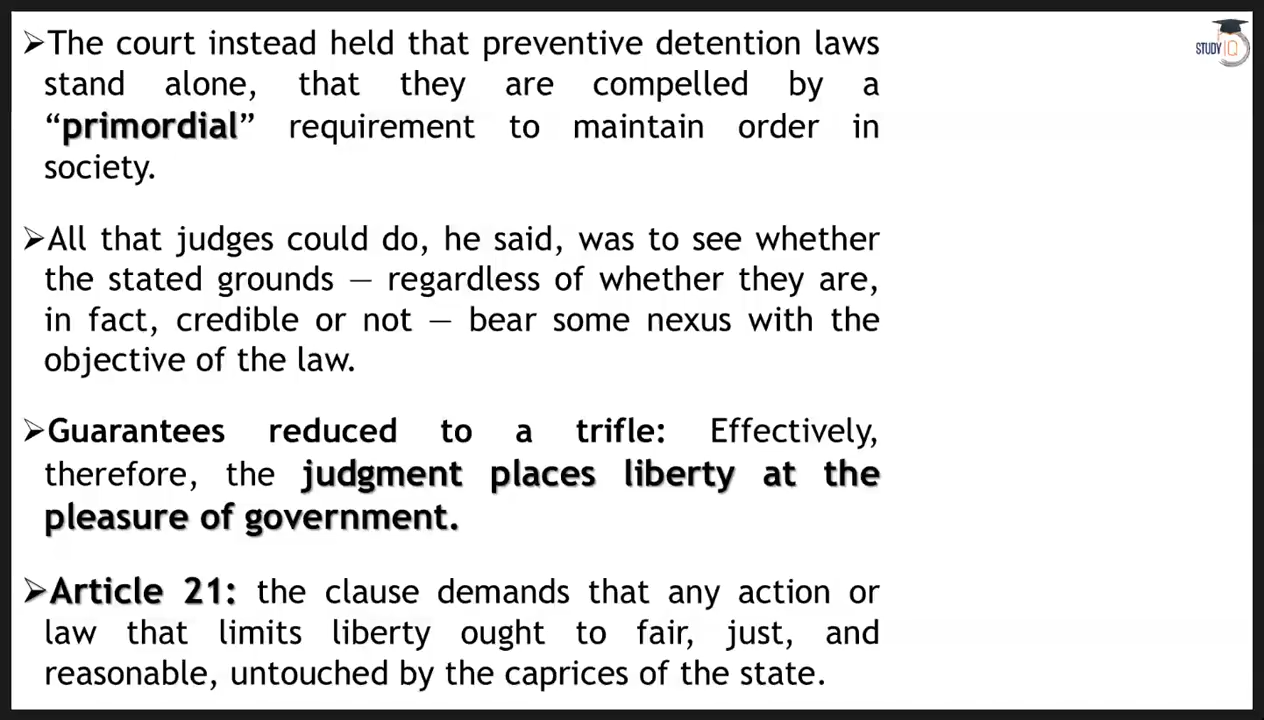 ➢The court instead held that preventive detention laws
stand alone, that they are compelled by a
“primordial” requirement to maintain order in
society.
➢All that judges could do, he said, was to see whether
the stated grounds — regardless of whether they are,
in fact, credible or not — bear some nexus with the
objective of the law.
➢Guarantees reduced to a trifle: Effectively,
therefore, the judgment places liberty at the
pleasure of government.
➢Article 21: the clause demands that any action or
law that limits liberty ought to fair, just, and
reasonable, untouched by the caprices of the state.
STUDY IQ